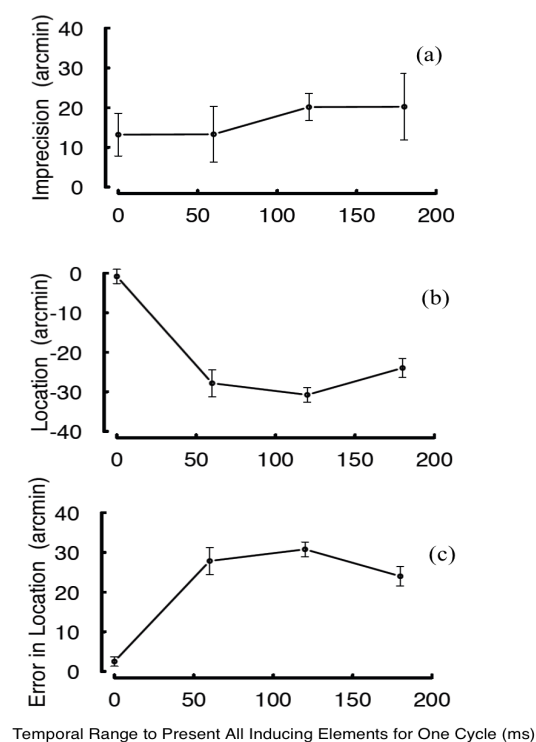 40
30
20
10
0
Imprecision (arcmin)
(a)
0 50 100 150 200
0
-10
-20
-30
-40
Location (arcmin)
(b)
0 50 100 150 200
40
30
20
10
0
Error in Location (arcmin)
(c)
0 50 100 150 200
Temporal Range to Present All Inducing Elements for One Cycle (ms)